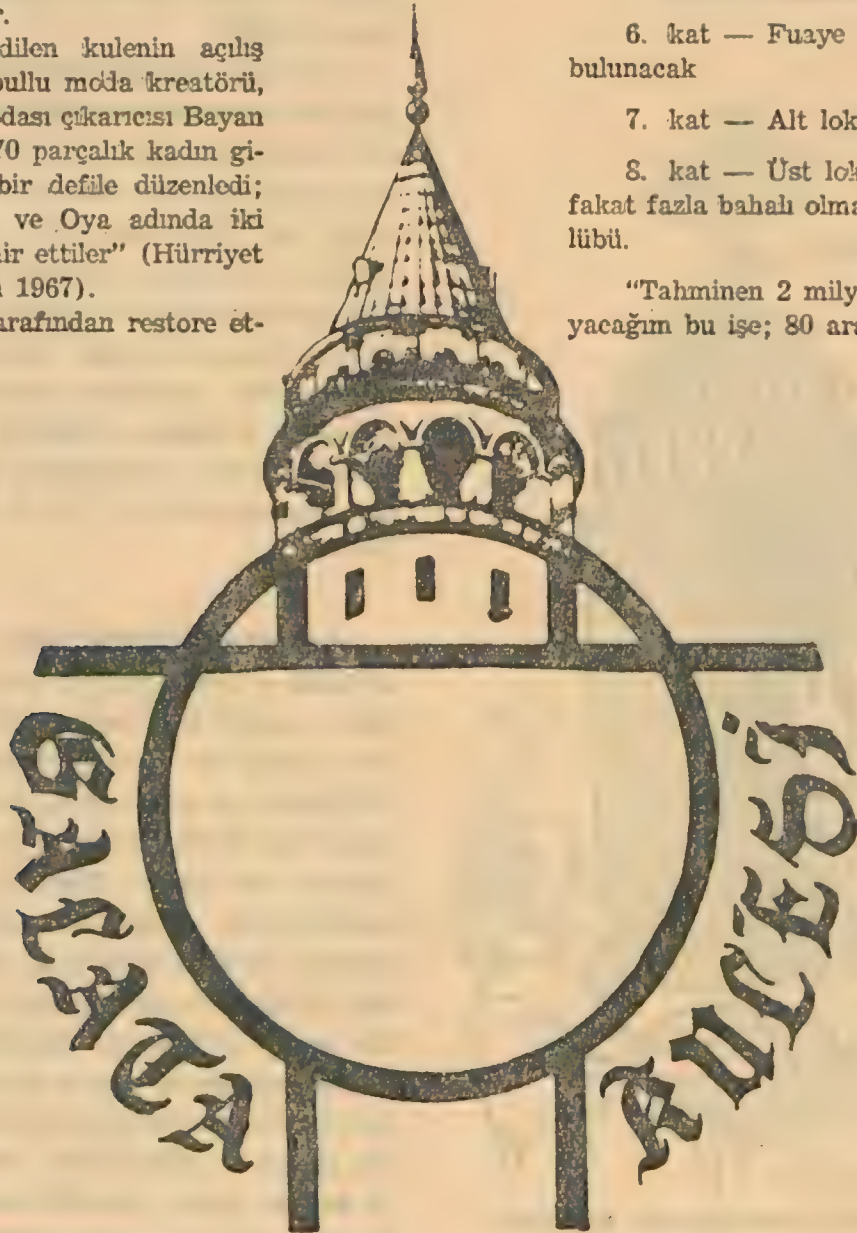 r.
dilen kulenin açılış
bullu moda kreatörü,
dası çıkarıcısı Bayan
70 parçalık kadın gi-
bir defile düzenledi;
ve Oya adında iki
hir ettiler” (Hürriyet
1967).
arafından restore et-
6. kat — Fuaye
bulunacak
7. kat — Alt lok
8. kat — Üst lok
fakat fazla bahalı olma
lübü.
“Tahminen 2 mily
yacağım bu işe; 80 ara
GALATA
KULESİ